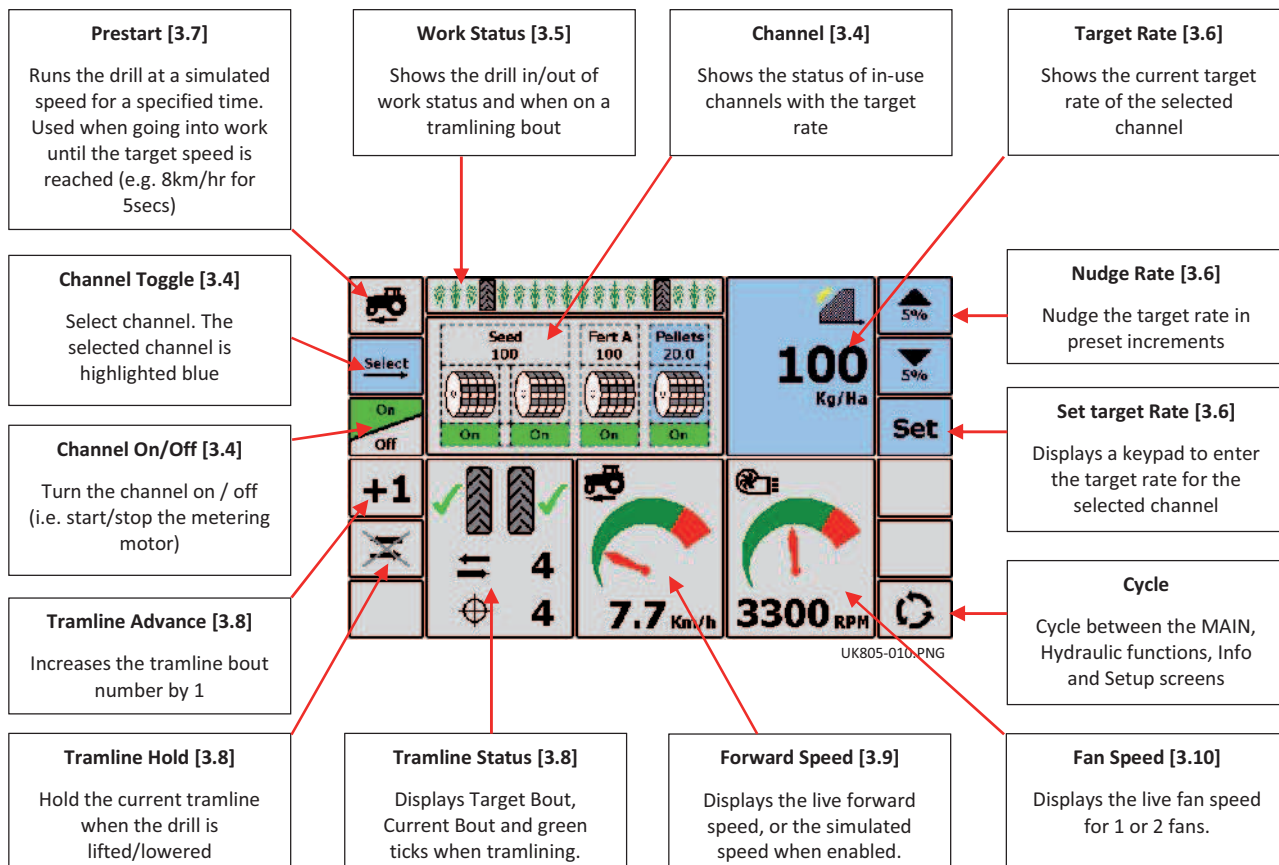 Prestart [3.7]
Runs the drill at a simulated
speed for a specified time.
Used when going into work
until the target speed is
reached (e.g. 8km/hr for
5secs)
Work Status [3.5]
Shows the drill in/out of
work status and when on a
tramlining bout
Channel [3.4]
Shows the status of in-use
channels with the target
rate
Target Rate [3.6]
Shows the current target
rate of the selected
channel
Channel Toggle [3.4]
Select channel. The
selected channel is
highlighted blue
Channel On/Off [3.4]
Turn the channel on / off
(i.e. start/stop the metering
motor)
Tramline Advance [3.8]
Increases the tramline bout
number by 1
Tramline Hold [3.8]
Hold the current tramline
when the drill is
lifted/lowered
Select
On
Off
+1
Seed
100
Fert A
100
Pellets
20.0
On
On
On
On
100
Kg/Ha
5%
5%
Set
4
4
7.7 Km/h
3300 RPM
UK805-010.PNG
Nudge Rate [3.6]
Nudge the target rate in
preset increments
Set target Rate [3.6]
Displays a keypad to enter
the target rate for the
selected channel
Cycle
Cycle between the MAIN,
Hydraulic functions, Info
and Setup screens
Tramline Status [3.8]
Displays Target Bout,
Current Bout and green
ticks when tramlining.
Forward Speed [3.9]
Displays the live forward
speed, or the simulated
speed when enabled.
Fan Speed [3.10]
Displays the live fan speed
for 1 or 2 fans.